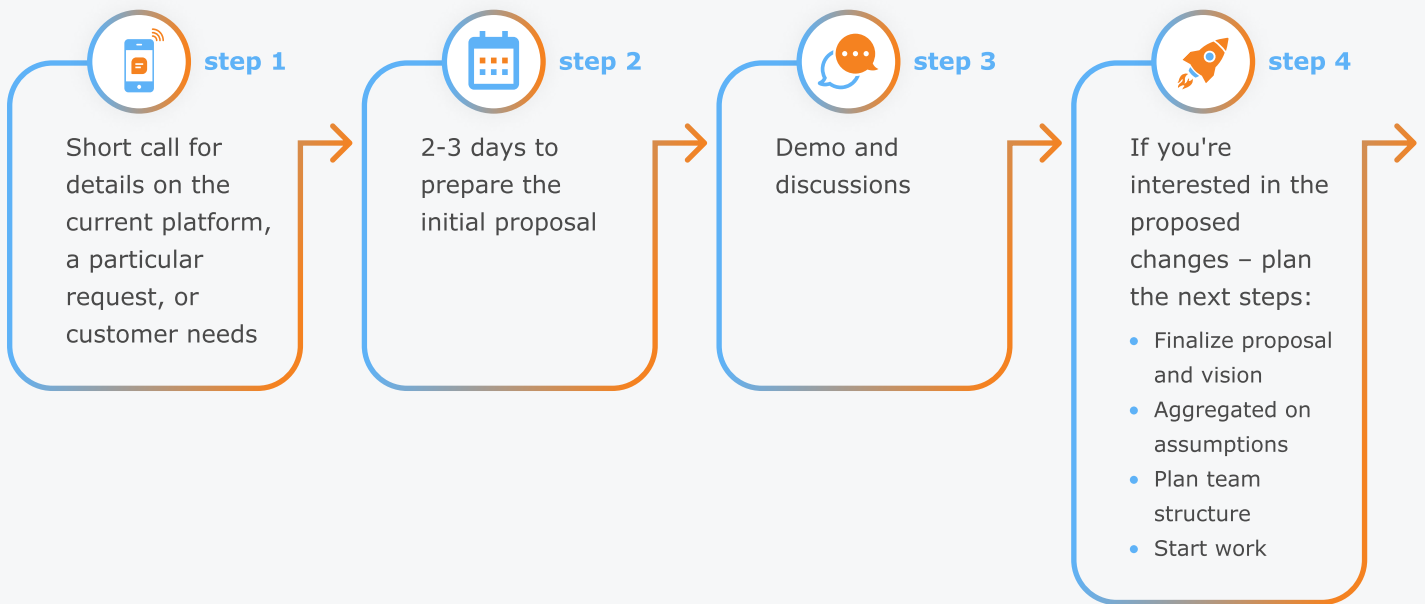 step 1
Short call for
details on the
current platform,
a particular
request, or
customer needs
step 2
2-3 days to
prepare the
initial proposal
step 3
Demo and
discussions
step 4
If you're
interested in the
proposed
changes – plan
the next steps:
Finalize proposal
and vision
Aggregated on
assumptions
Plan team
structure
Start work